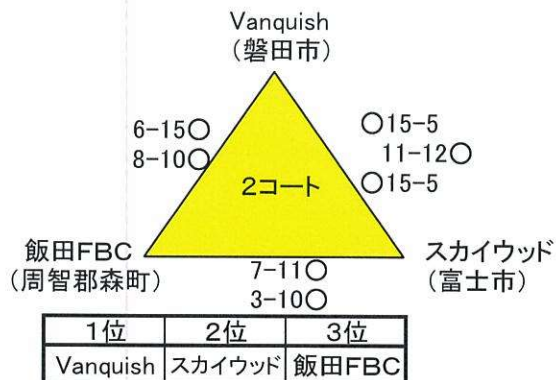 Vanquish
(磐田市)
6-15○
8-10○
○15-5
11-12○
○15-5
2コート
飯田FBC
(周智郡森町)
スカイウッド
(富士市)
7-11○
3-10○
1位 2位 3位
Vanquish スカイウッド 飯田FBC